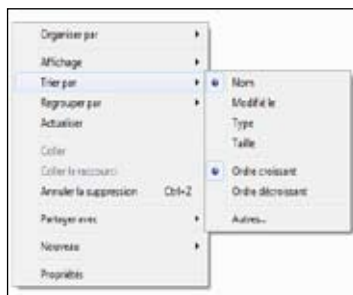 Organiser par
Affichage
Trier par
Regrouper par
Actualiser
Coller
Coller le raccourci
Annuler la suppression Ctrl+Z
Partager avec
Nouveau
Propriétés
Nom
Modifié le
Type
Taille
Ordre croissant
Ordre décroissant
Autres...